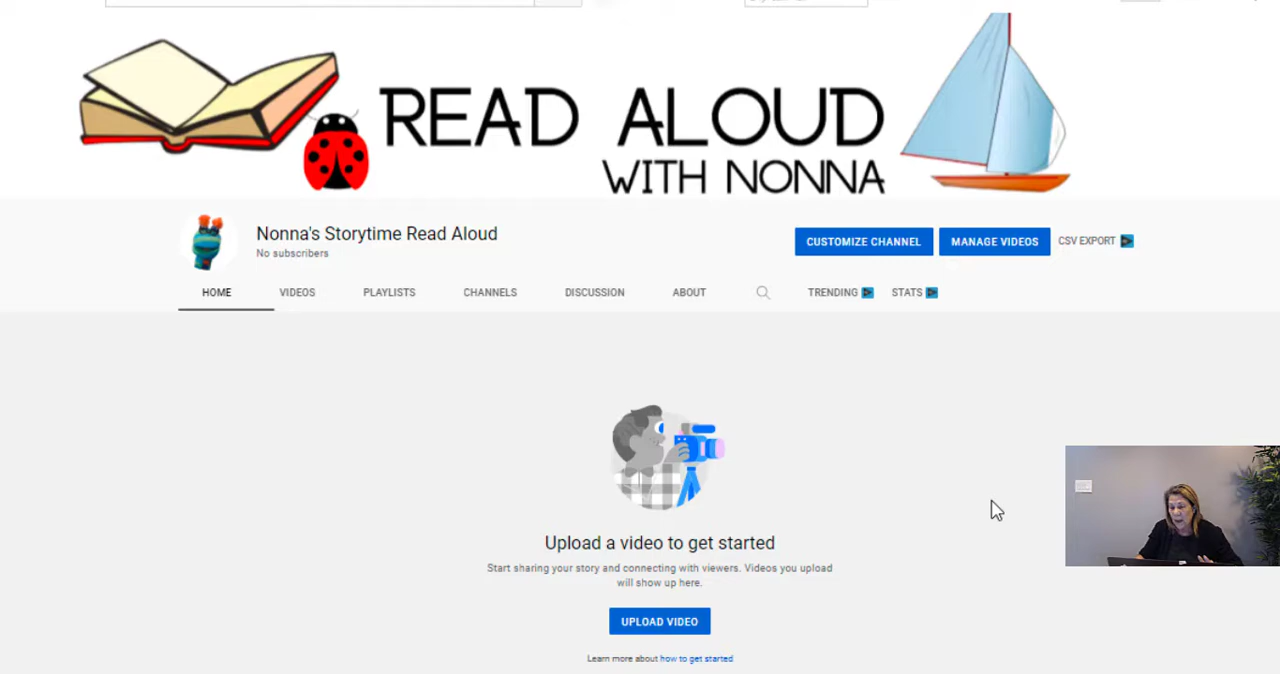 READ ALOUD
WITH NONNA
Nonna's Storytime Read Aloud
No subscribers
CUSTOMIZE CHANNEL
MANAGE VIDEOS
CSV EXPORT
HOME
VIDEOS
PLAYLISTS
CHANNELS
DISCUSSION
ABOUT
TRENDING
STATS
Upload a video to get started
Start sharing your story and connecting with viewers. Videos you upload
will show up here.
UPLOAD VIDEO
Learn more about how to get started